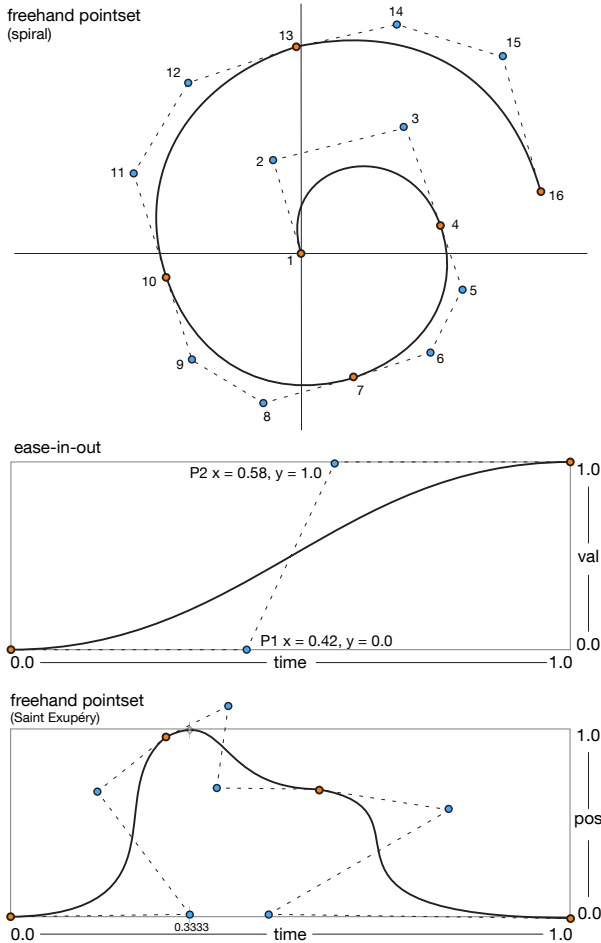 freehand pointset
(spiral)
14
13
15
12
3
2
11
16
4
1
10
5
6
9
7
8
ease-in-out
P2 x = 0.58, y = 1.0
1.0
val
P1 x = 0.42, y = 0.0
0.0
0.0 time 1.0
freehand pointset
(Saint Exupéry)
1.0
pos
0.0
0.3333
0.0 time 1.0